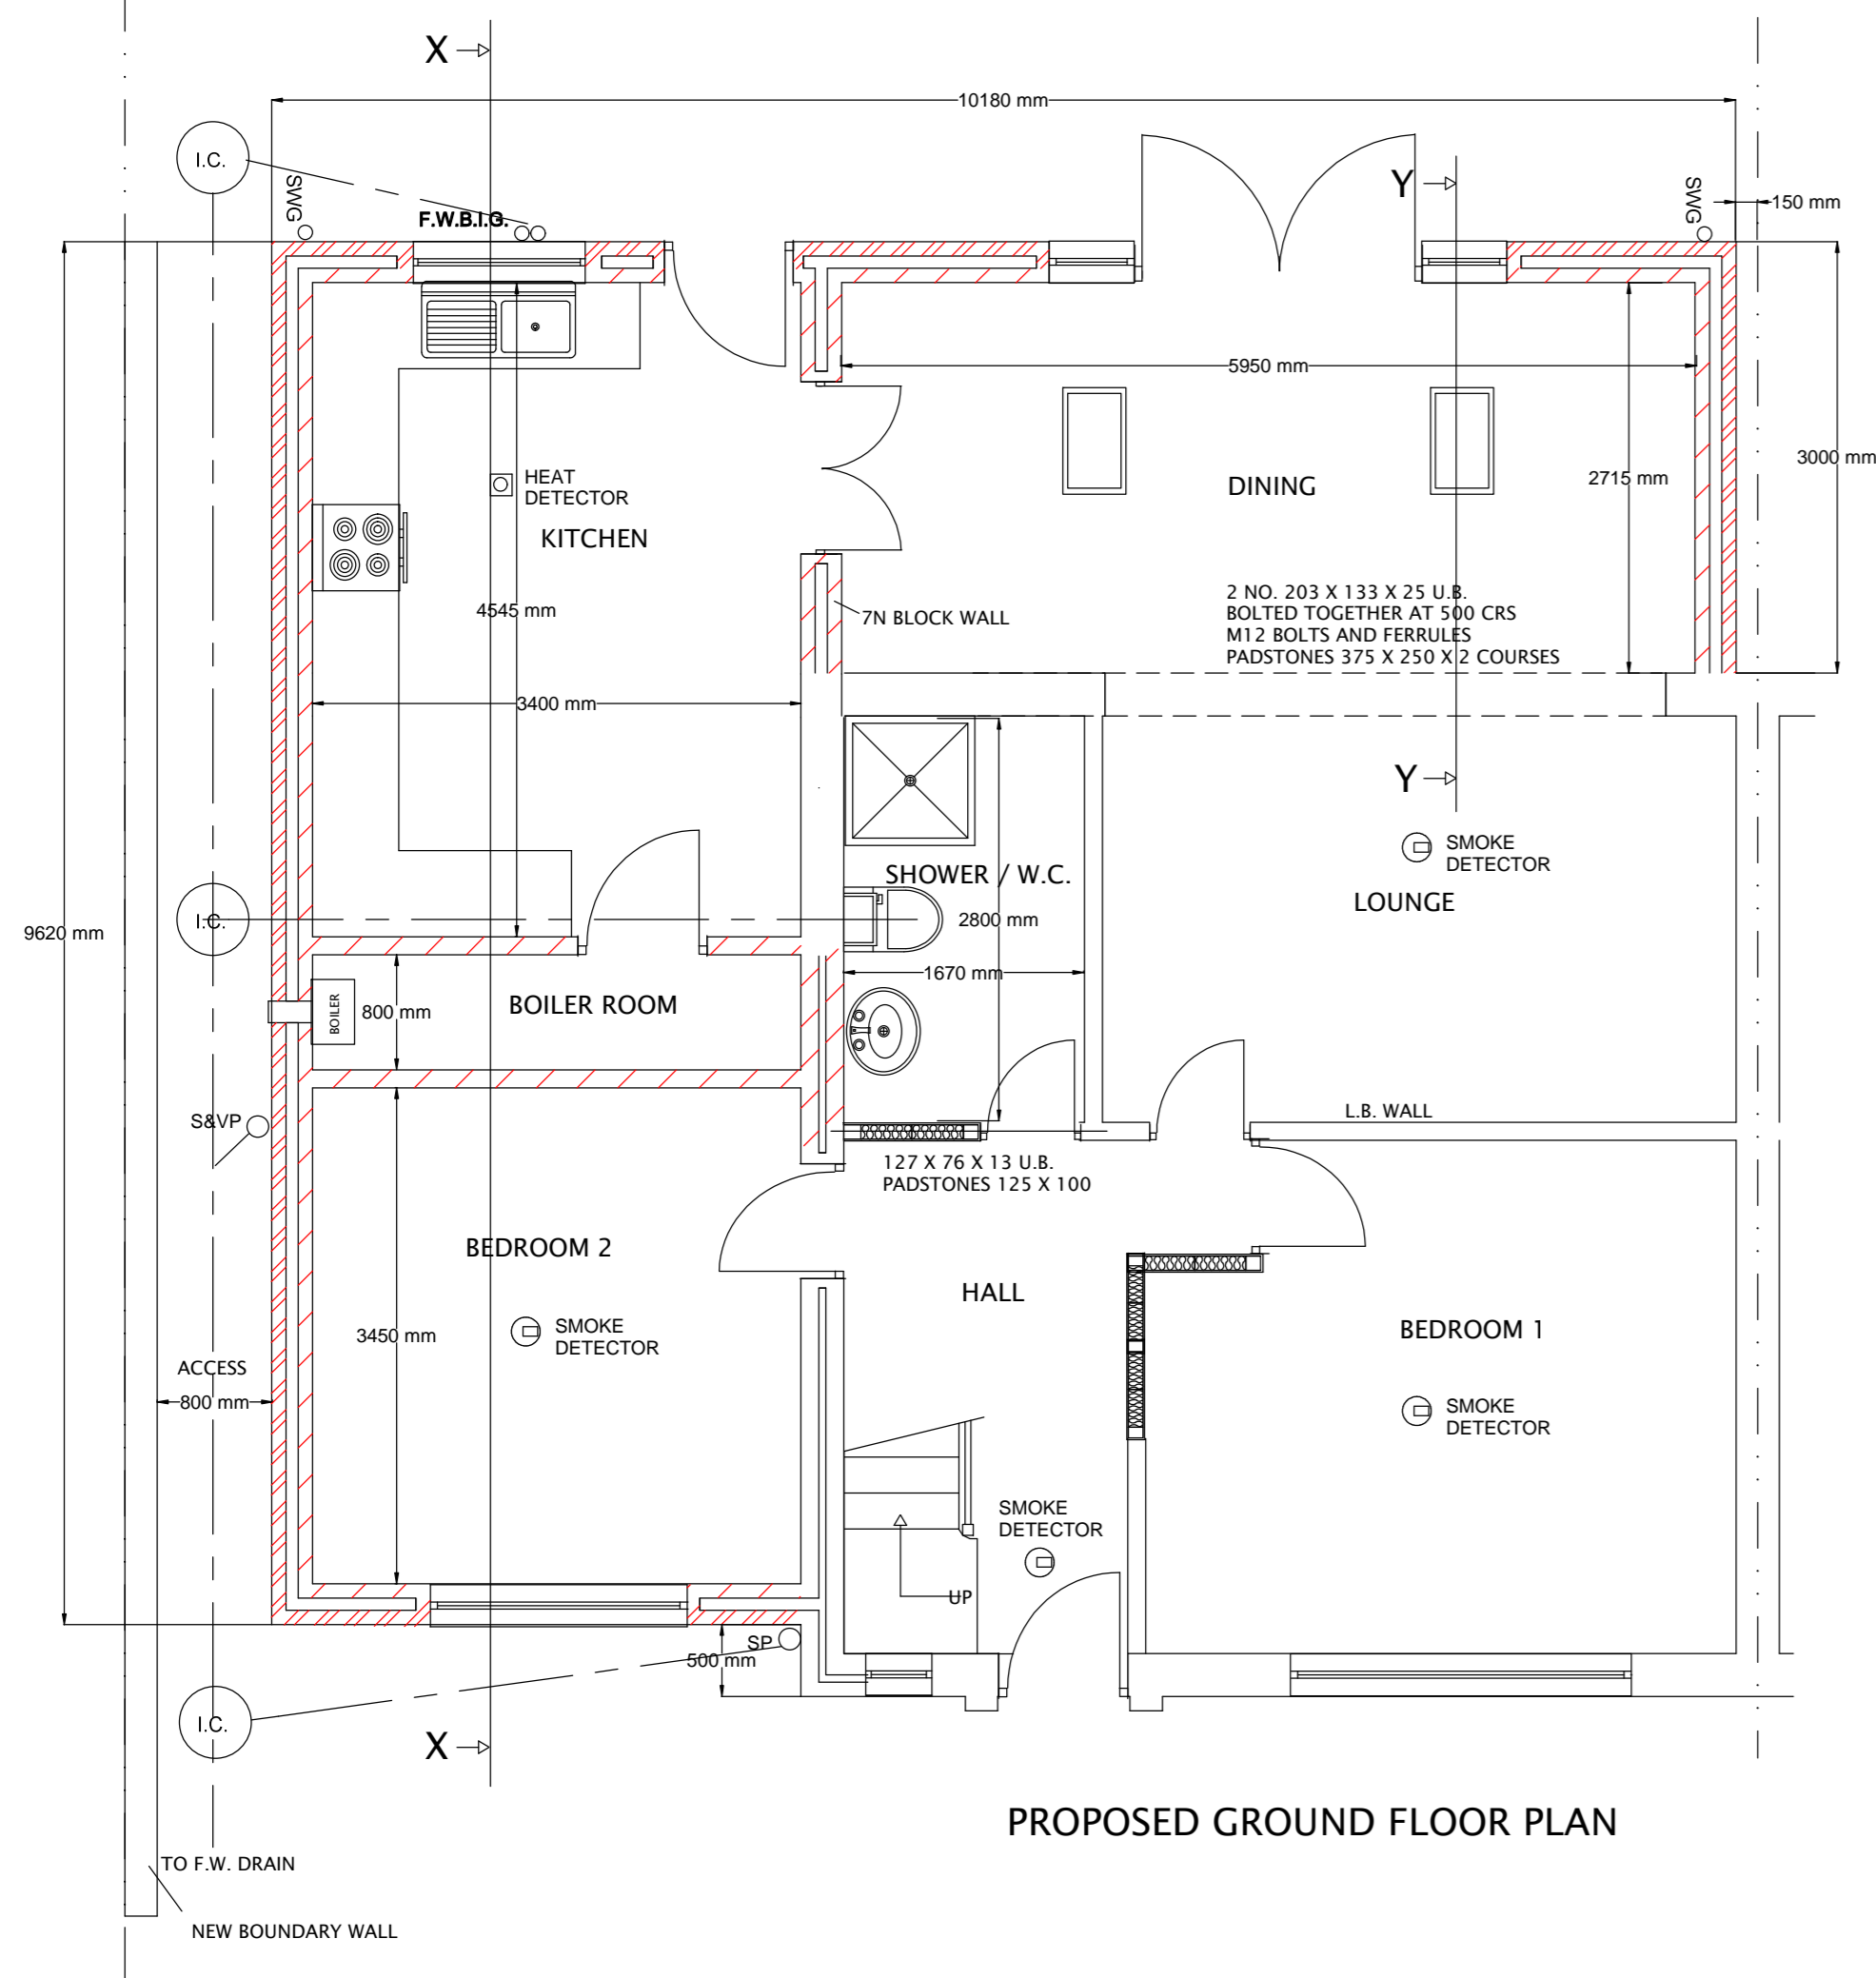 X
10180 mm
I.C.
SWG
F.W.B.I.G.
Y
SWG
150 mm
5950 mm
3000 mm
2715 mm
HEAT
DETECTOR
DINING
KITCHEN
4545 mm
7N BLOCK WALL
2 NO. 203 X 133 X 25 U.B.
BOLTED TOGETHER AT 500 CRS
M12 BOLTS AND FERRULES
PADSTONES 375 X 250 X 2 COURSES
3400 mm
Y
SMOKE
DETECTOR
SHOWER / W.C.
LOUNGE
I.C.
2800 mm
9620 mm
1670 mm
BOILER
800 mm
BOILER ROOM
S&VP
L.B. WALL
127 X 76 X 13 U.B.
PADSTONES 125 X 100
BEDROOM 2
HALL
SMOKE
DETECTOR
3450 mm
BEDROOM 1
ACCESS
800 mm
SMOKE
DETECTOR
SMOKE
DETECTOR
UP
SP
500 mm
I.C.
X
PROPOSED GROUND FLOOR PLAN
TO F.W. DRAIN
NEW BOUNDARY WALL